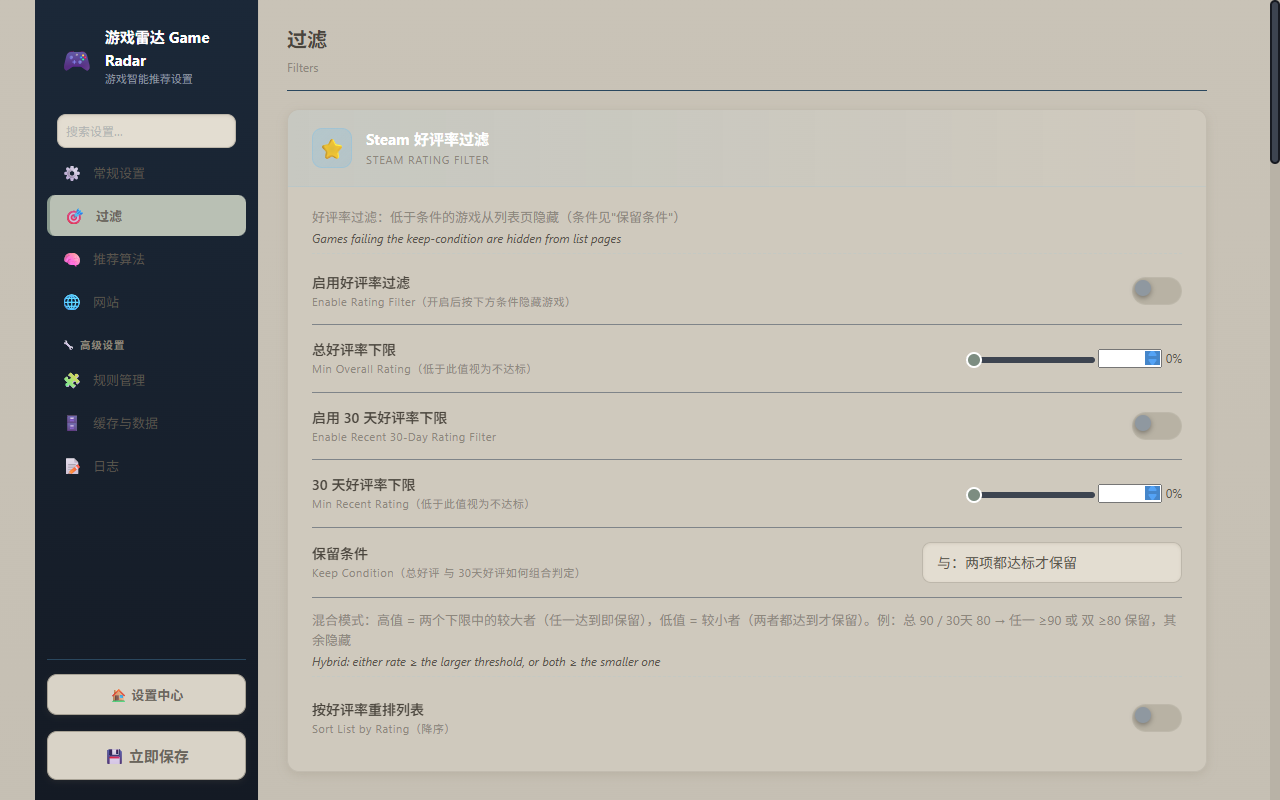 游戏雷达 Game
Radar
游戏智能推荐设置
搜索设置...
常规设置
过滤
推荐算法
网站
高级设置
规则管理
缓存与数据
日志
设置中心
立即保存
过滤
Filters
Steam 好评率过滤
STEAM RATING FILTER
好评率过滤：低于条件的游戏从列表页隐藏（条件见"保留条件"）
Games failing the keep-condition are hidden from list pages
启用好评率过滤
Enable Rating Filter（开启后按下方条件隐藏游戏）
总好评率下限
Min Overall Rating（低于此值视为不达标）
0%
启用 30 天好评率下限
Enable Recent 30-Day Rating Filter
30 天好评率下限
Min Recent Rating（低于此值视为不达标）
0%
保留条件
Keep Condition（总好评 与 30天好评如何组合判定）
与：两项都达标才保留
混合模式：高值 = 两个下限中的较大者（任一达到即保留），低值 = 较小者（两者都达到才保留）。例：总 90 / 30天 80 → 任一 ≥90 或 双 ≥80 保留，其
余隐藏
Hybrid: either rate ≥ the larger threshold, or both ≥ the smaller one
按好评率重排列表
Sort List by Rating（降序）